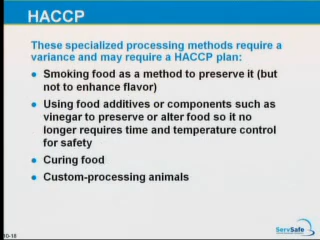 HACCP
These specialized processing methods require a
variance and may require a HACCP plan:
● Smoking food as a method to preserve it (but
not to enhance flavor)
● Using food additives or components such as
vinegar to preserve or alter food so it no
longer requires time and temperature control
for safety
● Curing food
● Custom-processing animals
10-18
ServSafe